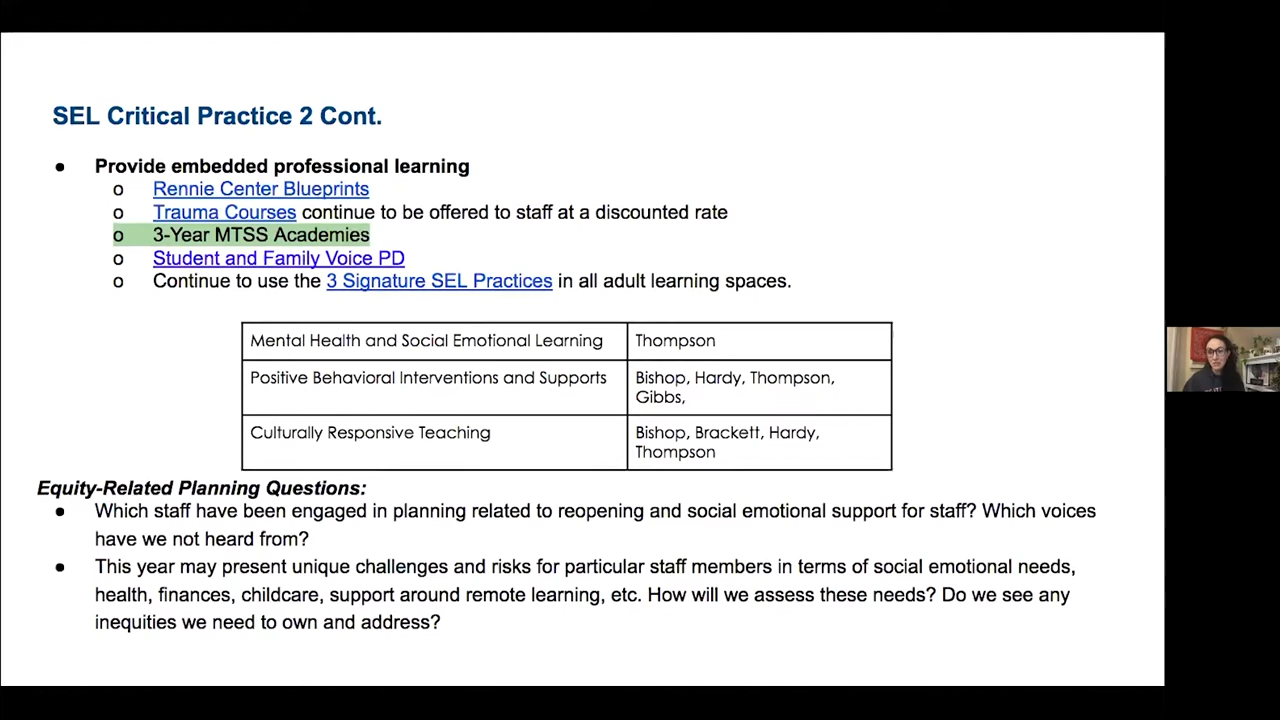 SEL Critical Practice 2 Cont.
● Provide embedded professional learning
o Rennie Center Blueprints
o Trauma Courses continue to be offered to staff at a discounted rate
o 3-Year MTSS Academies
o Student and Family Voice PD
o Continue to use the 3 Signature SEL Practices in all adult learning spaces.
Mental Health and Social Emotional Learning Thompson
Positive Behavioral Interventions and Supports Bishop, Hardy, Thompson,
Gibbs,
Culturally Responsive Teaching Bishop, Brackett, Hardy,
Thompson
Equity-Related Planning Questions:
● Which staff have been engaged in planning related to reopening and social emotional support for staff? Which voices
have we not heard from?
● This year may present unique challenges and risks for particular staff members in terms of social emotional needs,
health, finances, childcare, support around remote learning, etc. How will we assess these needs? Do we see any
inequities we need to own and address?